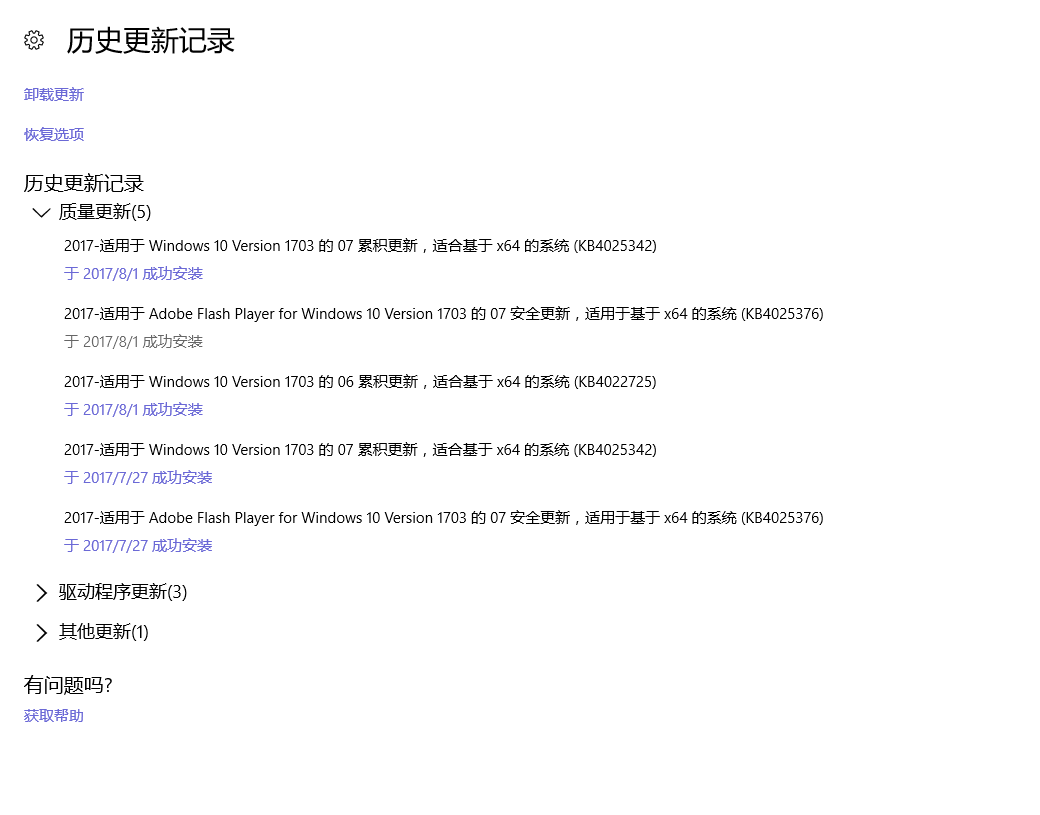 历史更新记录
卸载更新
恢复选项
历史更新记录
质量更新(5)
2017-适用于 Windows 10 Version 1703 的 07 累积更新，适合基于 x64 的系统 (KB4025342)
于 2017/8/1 成功安装
2017-适用于 Adobe Flash Player for Windows 10 Version 1703 的 07 安全更新，适用于基于 x64 的系统 (KB4025376)
于 2017/8/1 成功安装
2017-适用于 Windows 10 Version 1703 的 06 累积更新，适合基于 x64 的系统 (KB4022725)
于 2017/8/1 成功安装
2017-适用于 Windows 10 Version 1703 的 07 累积更新，适合基于 x64 的系统 (KB4025342)
于 2017/7/27 成功安装
2017-适用于 Adobe Flash Player for Windows 10 Version 1703 的 07 安全更新，适用于基于 x64 的系统 (KB4025376)
于 2017/7/27 成功安装
驱动程序更新(3)
其他更新(1)
有问题吗?
获取帮助